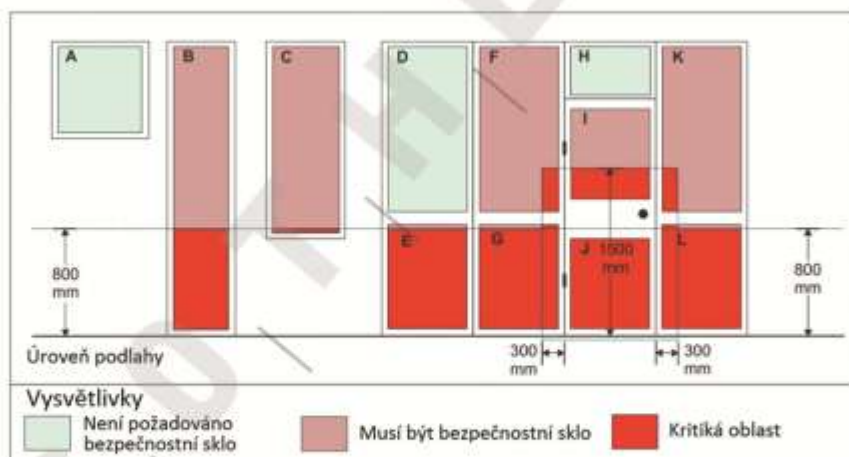 A
B
C
D
F
H
K
I
E
G
J
L
800
mm
1500
mm
800
mm
Úroveň podlahy
300
mm
300
mm
Vysvětlivky
Není požadováno
bezpečnostní sklo
Musí být bezpečnostní sklo
Kritiká oblast